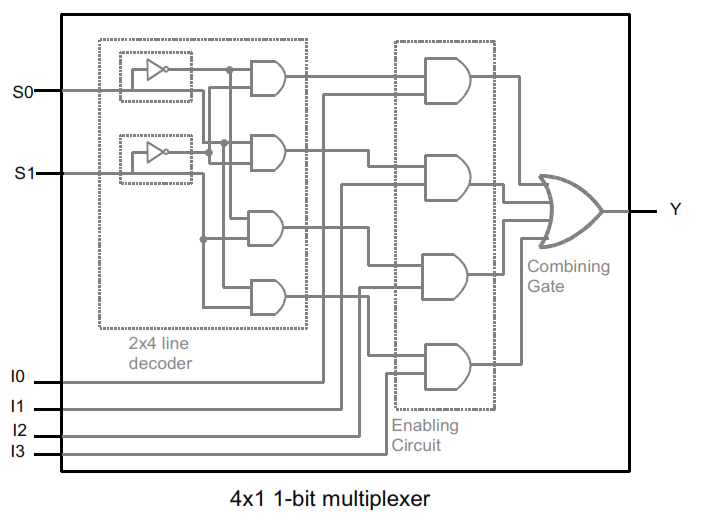 S0
S1
Y
Combining
Gate
2x4 line
decoder
I0
I1
I2
I3
Enabling
Circuit
4x1 1-bit multiplexer